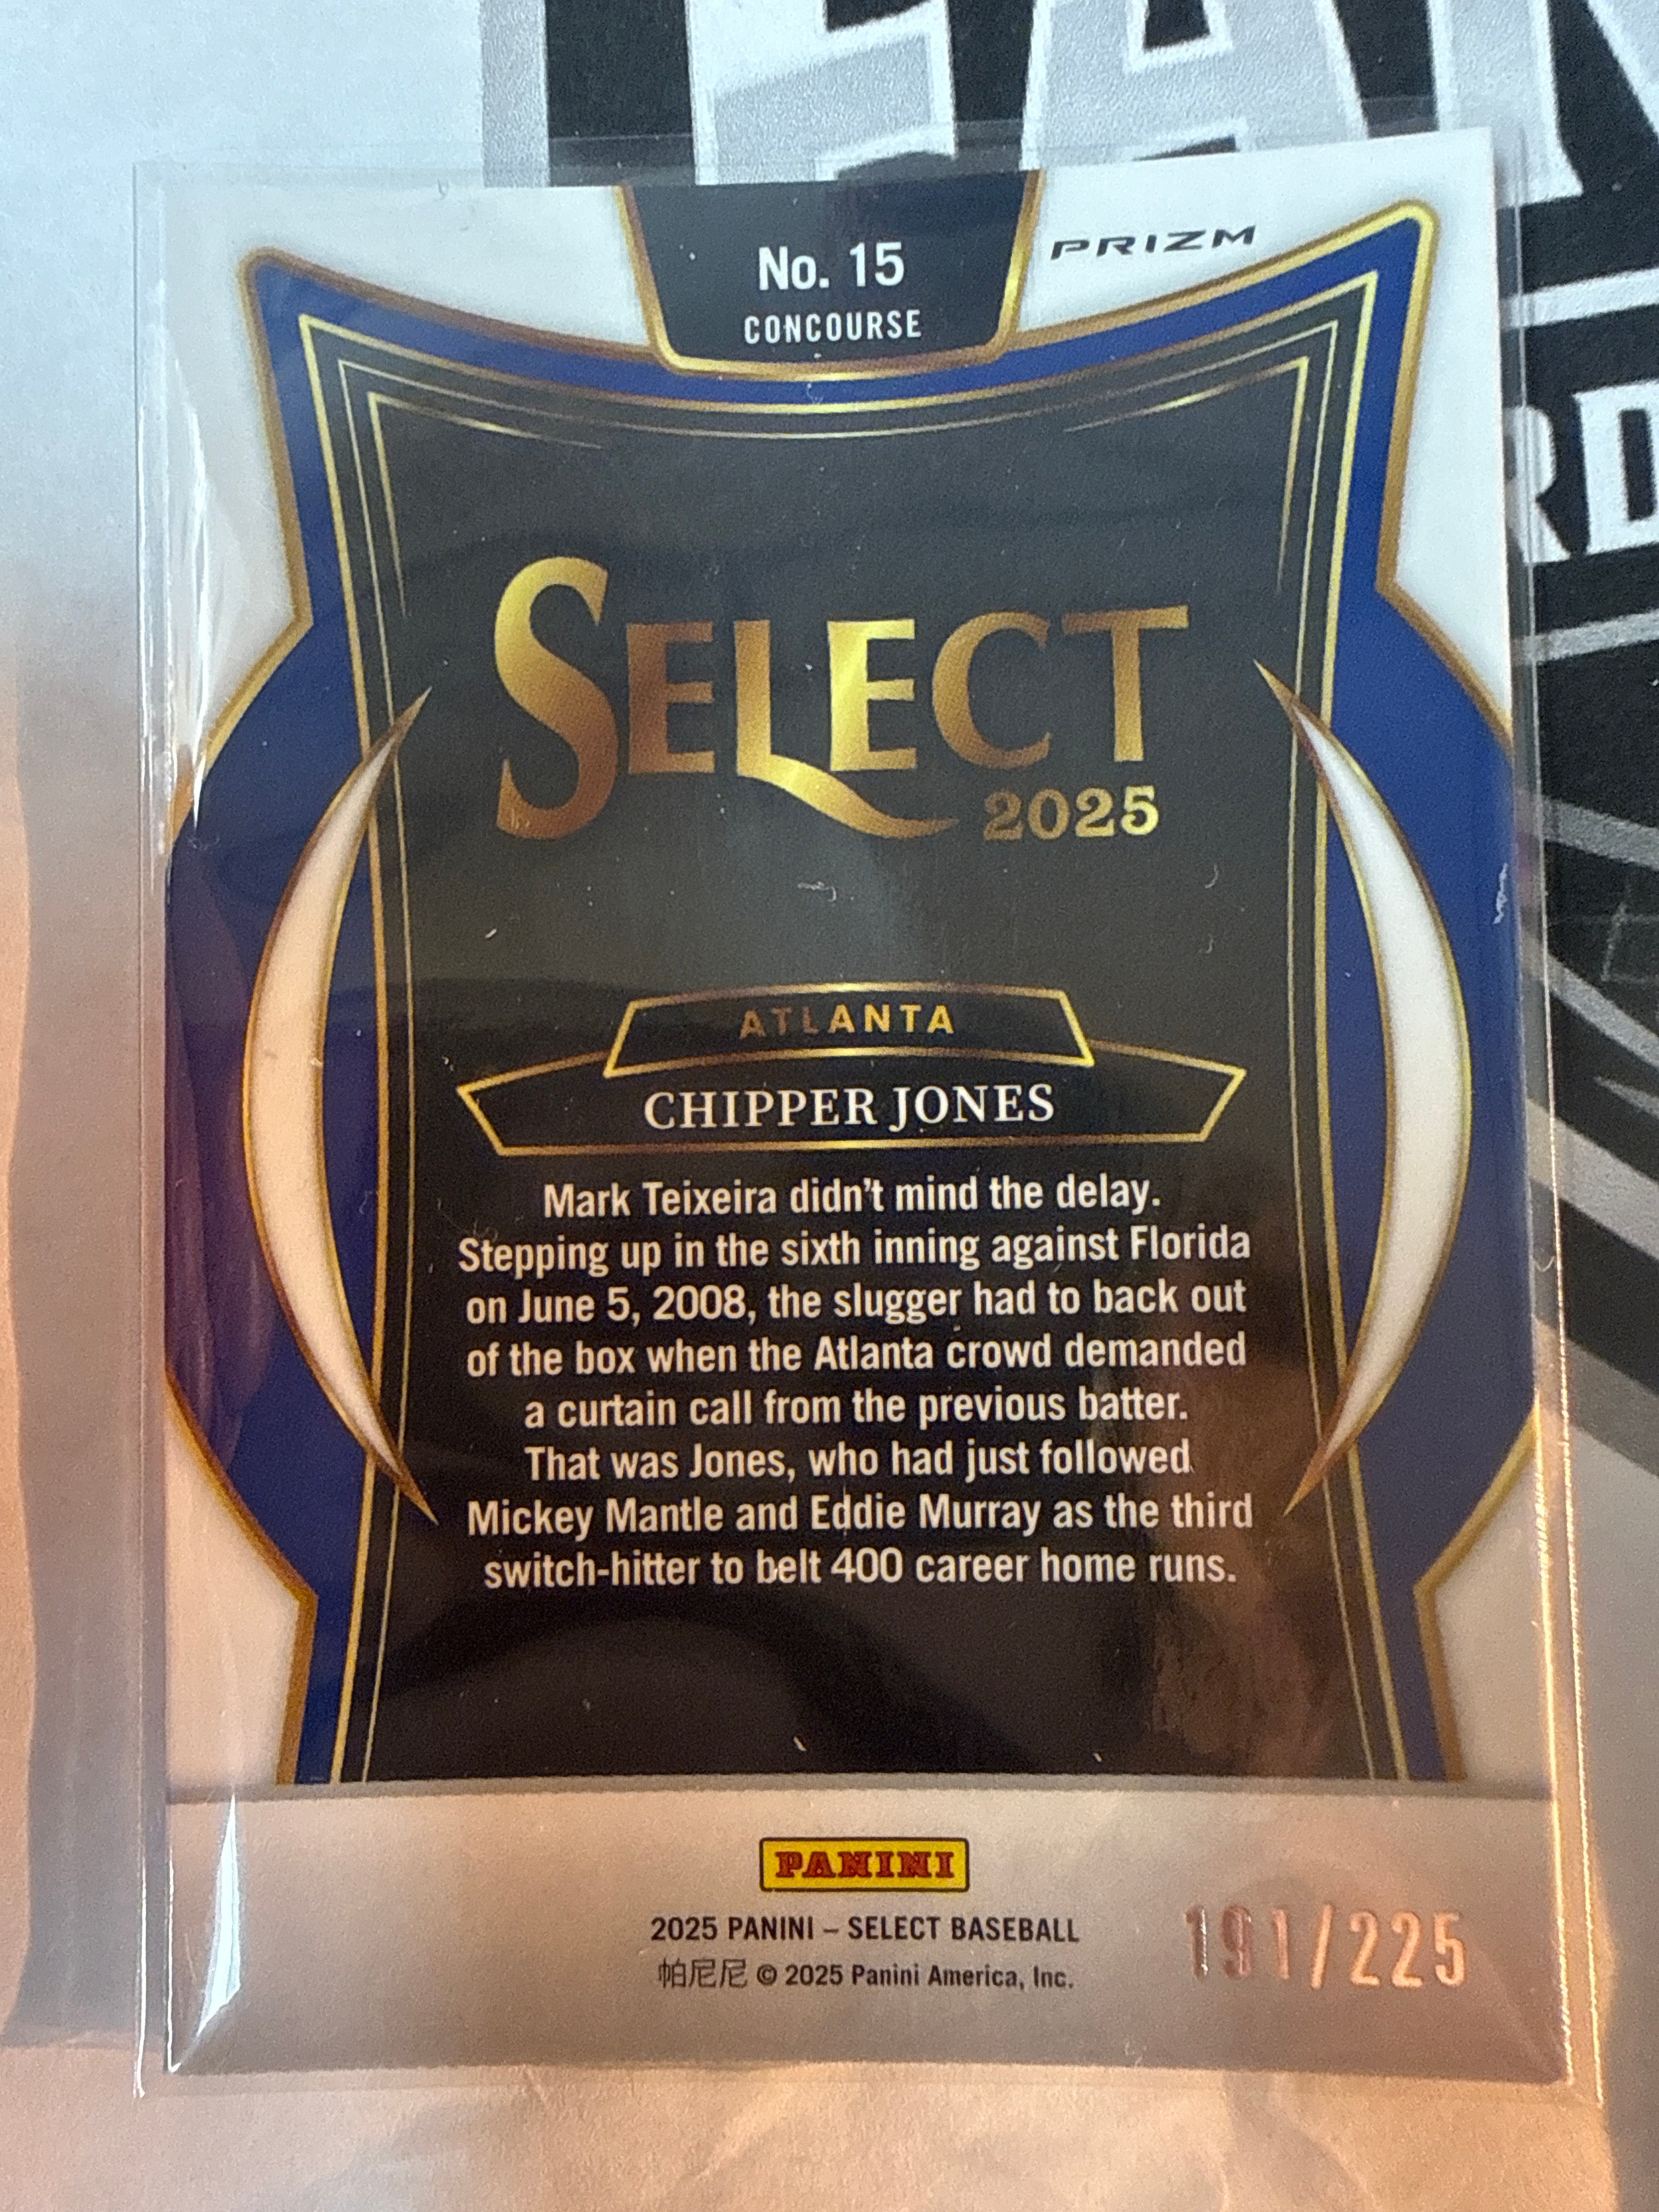 No. 15
CONCOURSE
PRIZM
SELECT
2025
ATLANTA
CHIPPER JONES
Mark Teixeira didn't mind the delay.
Stepping up in the sixth inning against Florida
on June 5, 2008, the slugger had to back out
of the box when the Atlanta crowd demanded
a curtain call from the previous batter.
That was Jones, who had just followed
Mickey Mantle and Eddie Murray as the third
switch-hitter to belt 400 career home runs.
PANINI
2025 PANINI – SELECT BASEBALL
帕尼尼 © 2025 Panini America, Inc.
191/225